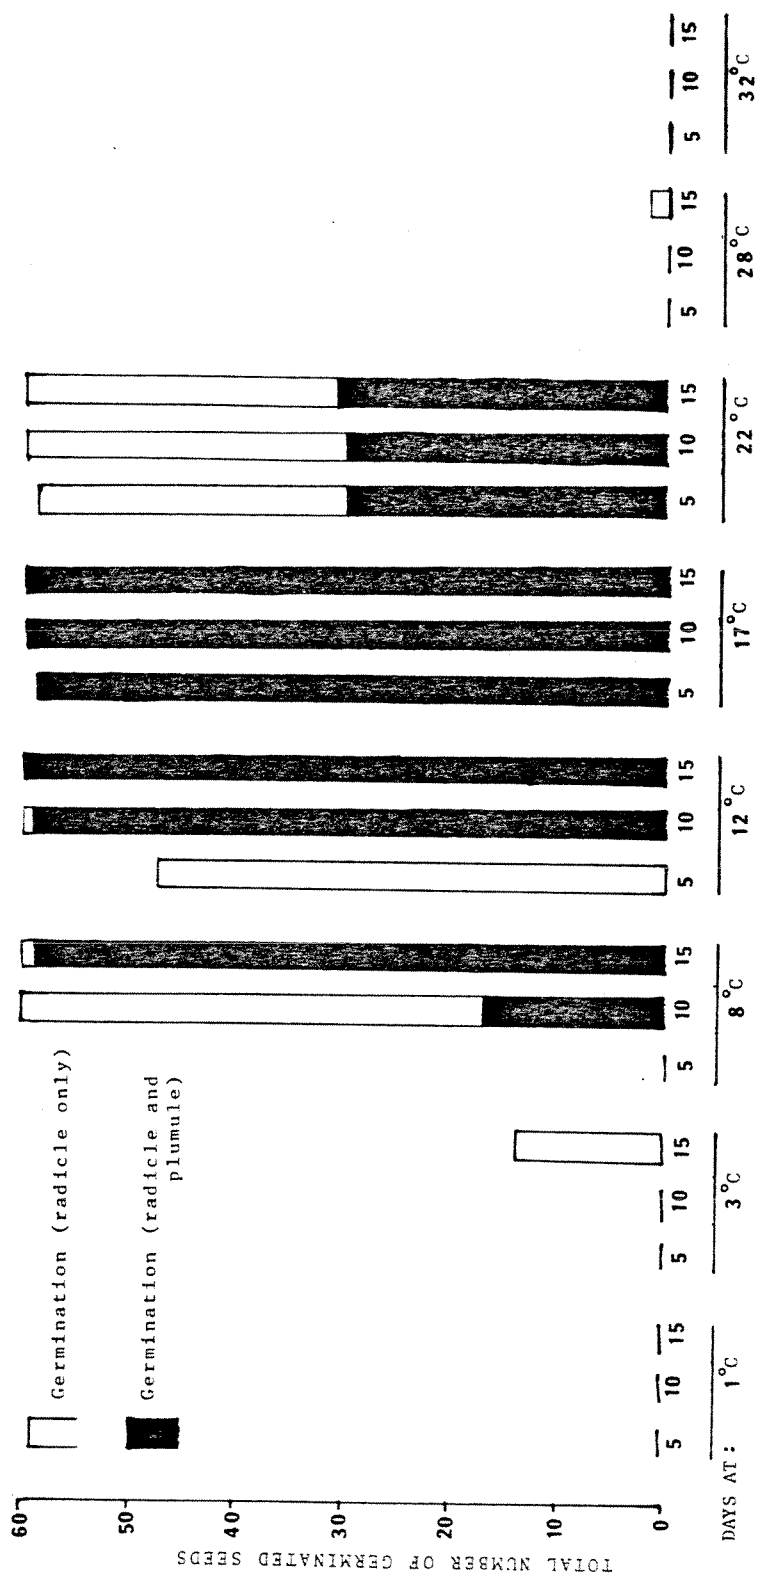 Germination (radicle only)
Germination (radicle and
plumule)
TOTAL NUMBER OF GERMINATED SEEDS
60
50
40
30
20
10
0
5 10 15 5 10 15 5 10 15 5 10 15 5 10 15 5 10 15 5 10 15 5 10 15
DAYS AT: 1°C 3°C 8°C 12°C 17°C 22°C 28°C 32°C